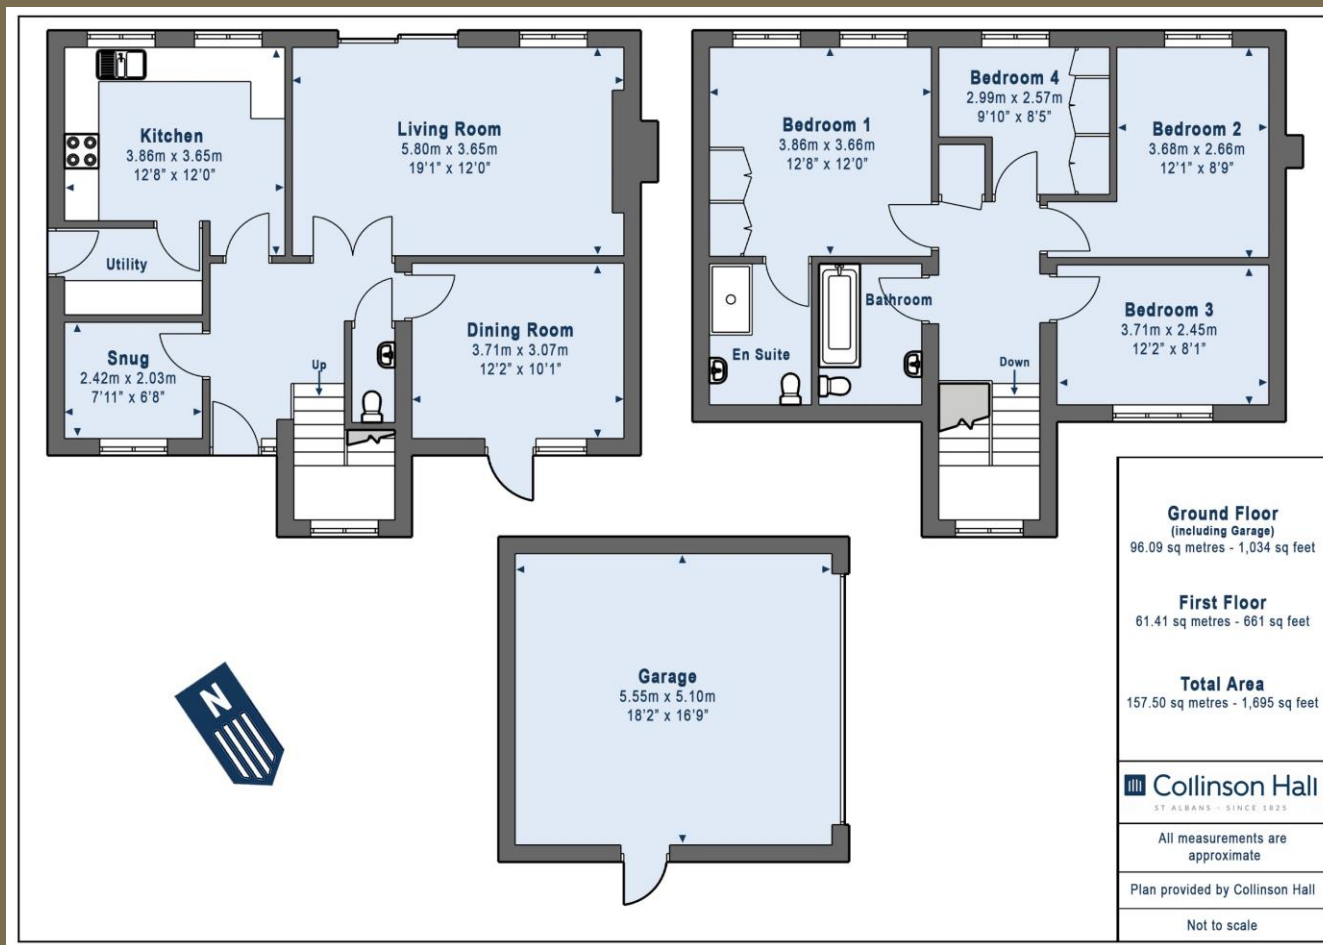 Kitchen
3.86m x 3.65m
12'8" x 12'0"
Living Room
5.80m x 3.65m
19'1" x 12'0"
Utility
Snug
2.42m x 2.03m
7'11" x 6'8"
Up
Dining Room
3.71m x 3.07m
12'2" x 10'1"
Bedroom 1
3.86m x 3.66m
12'8" x 12'0"
Bedroom 4
2.99m x 2.57m
9'10" x 8'5"
Bedroom 2
3.68m x 2.66m
12'1" x 8'9"
En Suite
Bathroom
Down
Bedroom 3
3.71m x 2.45m
12'2" x 8'1"
Garage
5.55m x 5.10m
18'2" x 16'9"
N
Ground Floor
(including Garage)
96.09 sq metres - 1,034 sq feet
First Floor
61.41 sq metres - 661 sq feet
Total Area
157.50 sq metres - 1,695 sq feet
Collinson Hall
ST ALBANS - SINCE 1825
All measurements are
approximate
Plan provided by Collinson Hall
Not to scale